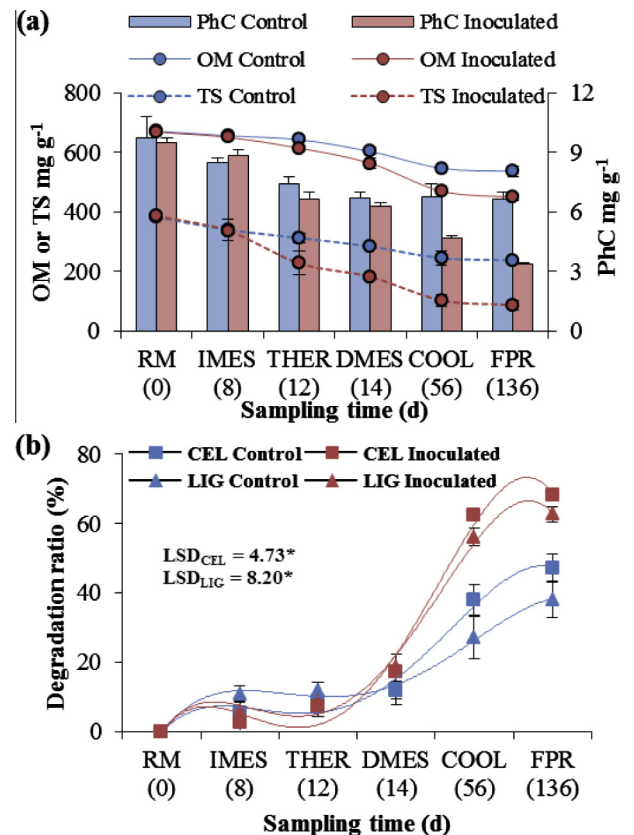 (a)
PhC Control PhC Inoculated
OM Control OM Inoculated
TS Control TS Inoculated
OM or TS mg g-1
800
600
400
200
0
PhC mg g-1
12
9
6
3
0
RM IMES THER DMES COOL FPR
(0) (8) (12) (14) (56) (136)
Sampling time (d)
(b)
CEL Control CEL Inoculated
LIG Control LIG Inoculated
LSDCEL = 4.73*
LSDLIG = 8.20*
Degradation ratio (%)
80
60
40
20
0
RM IMES THER DMES COOL FPR
(0) (8) (12) (14) (56) (136)
Sampling time (d)